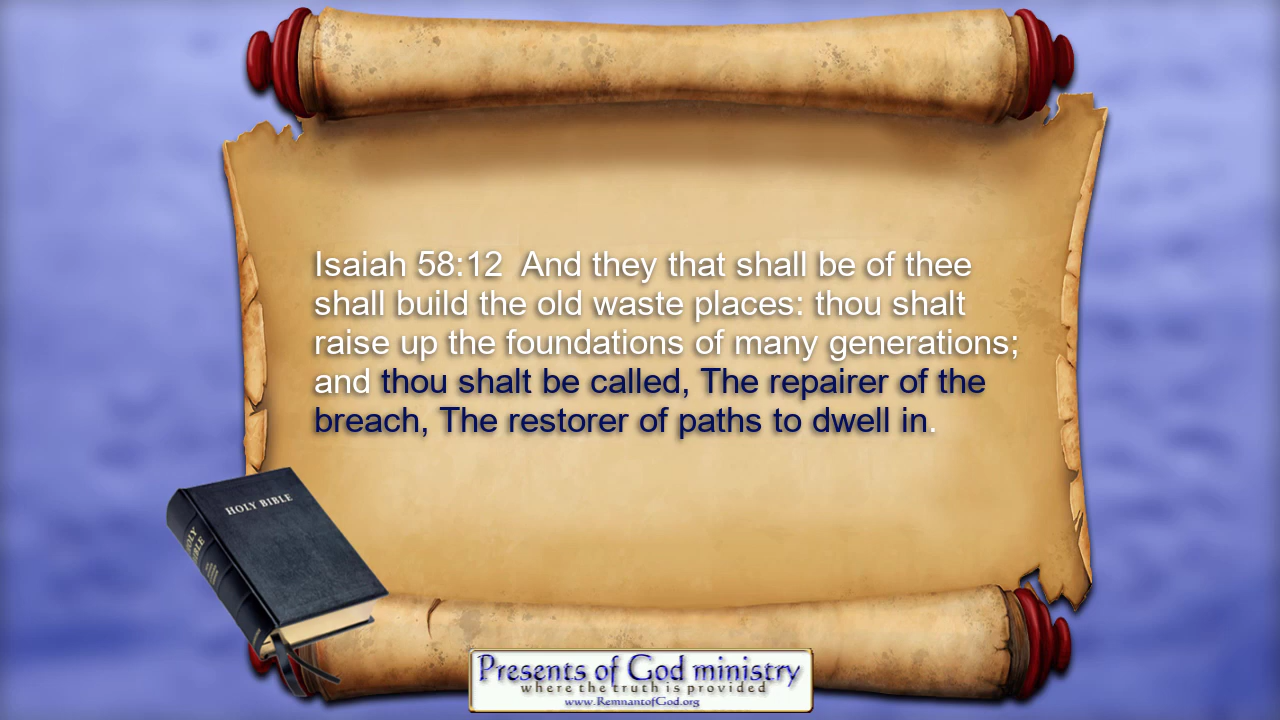 Isaiah 58:12  And they that shall be of thee
shall build the old waste places: thou shalt
raise up the foundations of many generations;
and thou shalt be called, The repairer of the
breach, The restorer of paths to dwell in.
HOLY BIBLE
HOLY
BIBLE
Presents of God ministry
where the truth is provided
www.RemnantofGod.org